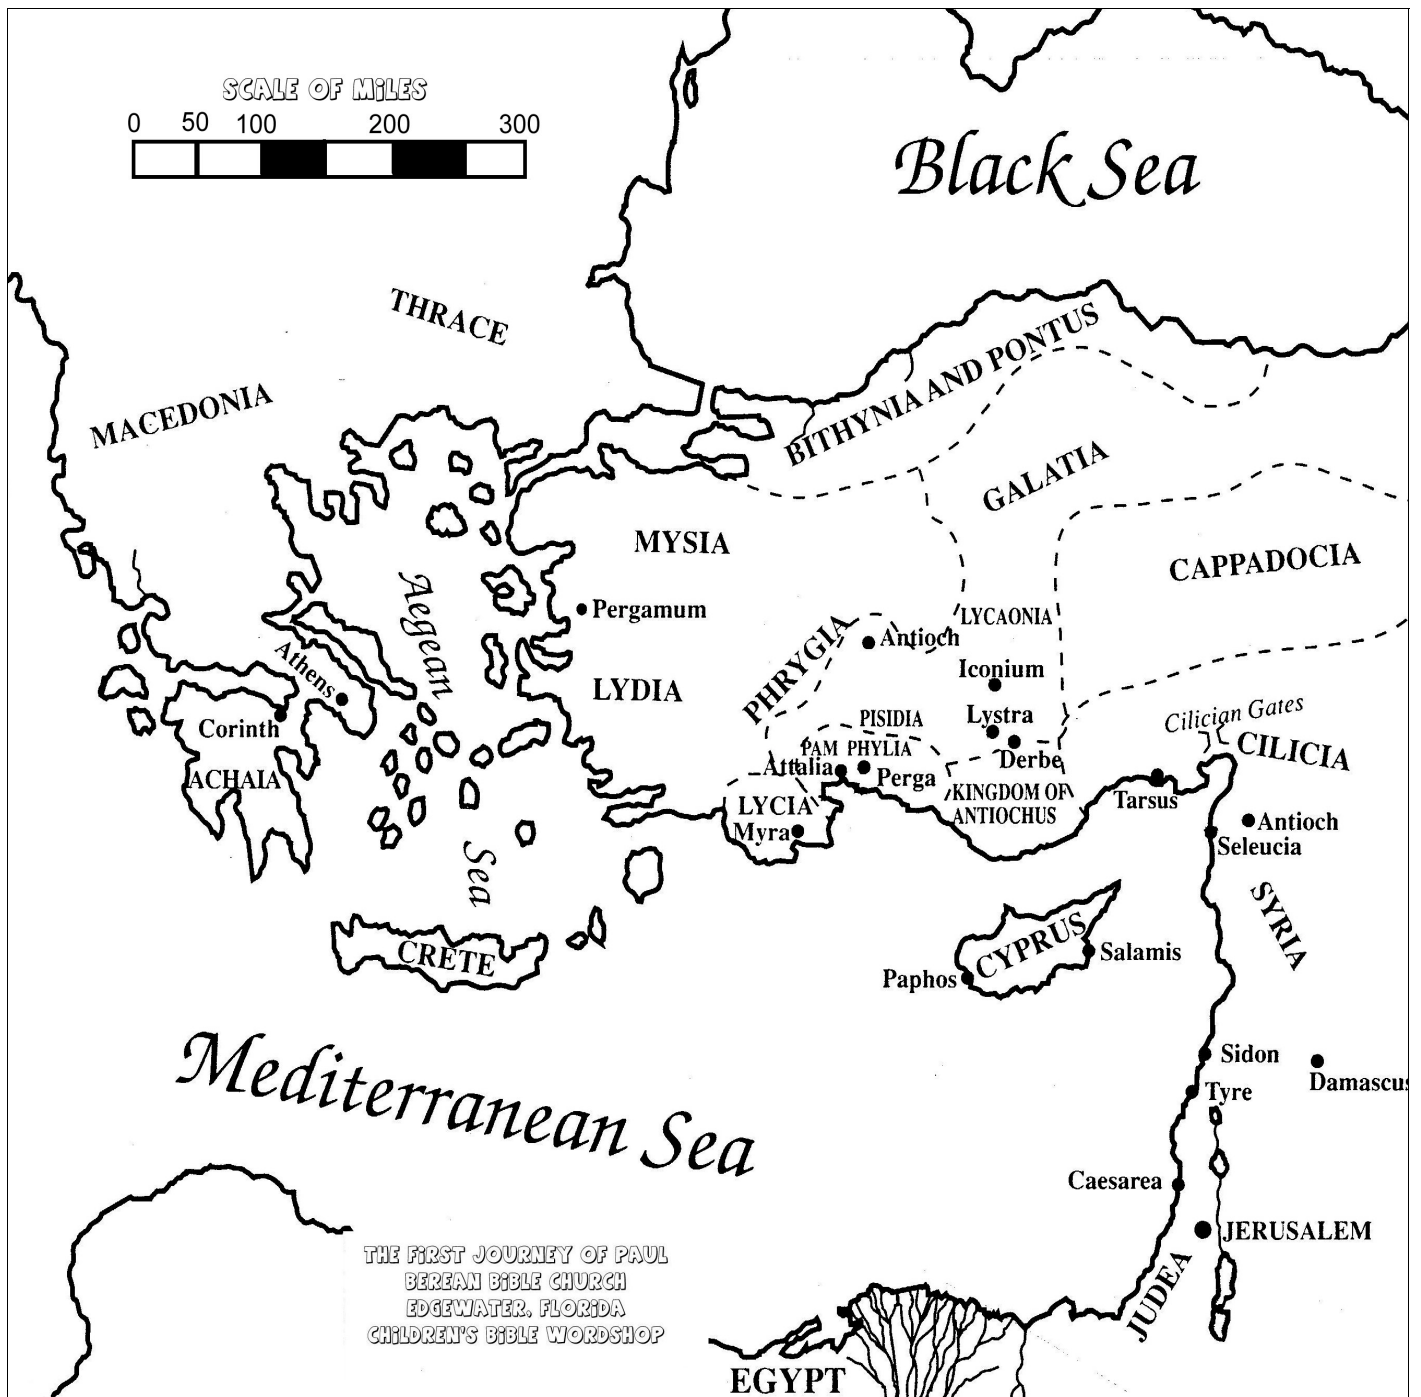 SCALE OF MiLES
0 50 100 200 300
Black Sea
THRACE
MACEDONIA
BITHYNIA AND PONTUS
GALATIA
MYSIA
CAPPADOCIA
Aegean
Pergamum
LYCAONIA
PHRYGIA
Antioch
Athens
Iconium
LYDIA
Corinth
PISIDIA
Lystra
Cilician Gates
PAM PHYLIA
CILICIA
Attalia
Perga
Derbe
ACHAIA
LYCIA
KINGDOM OF
ANTIOCHUS
Tarsus
Myra
Antioch
Seleucia
Sea
SYRIA
CRETE
CYPRUS
Salamis
Paphos
Mediterranean Sea
Sidon
Damascus
Tyre
Caesarea
JERUSALEM
JUDEA
THE FiRST JOURNEY OF PAUL
BEREAN BiBLE CHURCH
EDGEWATER, FLORiDA
CHiLDREN'S BiBLE WORDSHOP
EGYPT